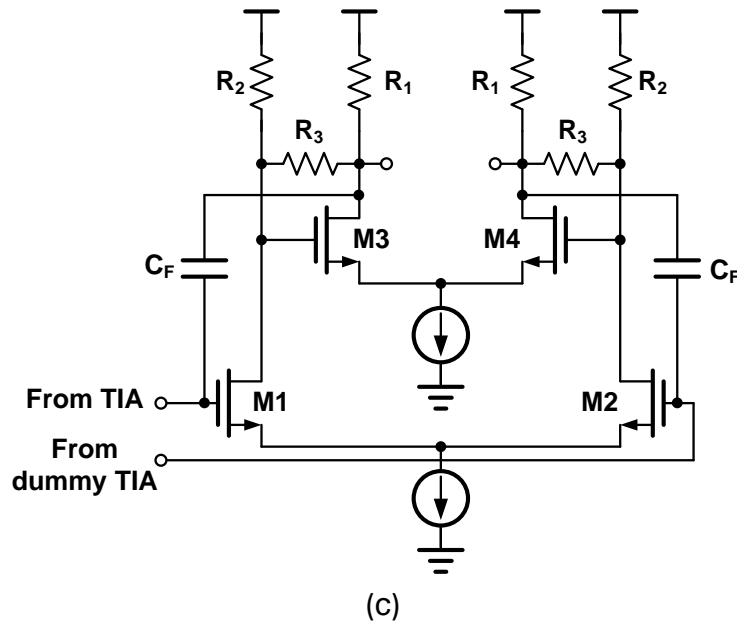 R₂ R₁ R₁ R₂
R₃ R₃
M3 M4
C_F C_F
From TIA M1 M2
From
dummy TIA
(c)